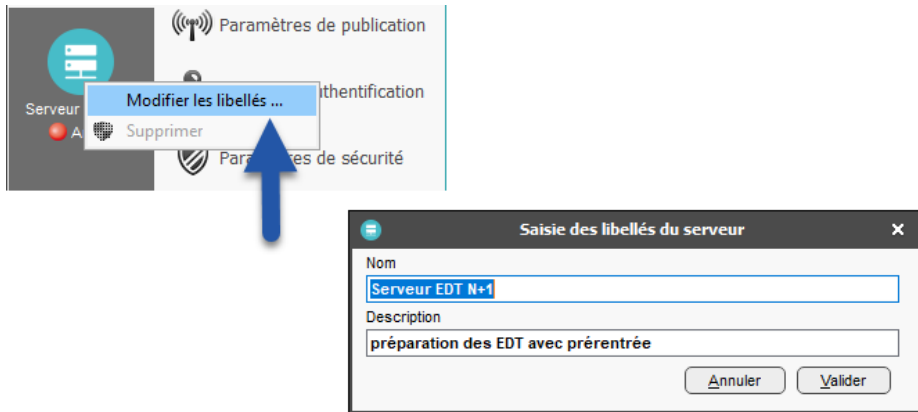 Paramètres de publication
uthentification
Serveur
Modifier les libellés ...
A
Supprimer
Para es de sécurité
Saisie des libellés du serveur
Nom
Serveur EDT N+1
Description
préparation des EDT avec prérentrée
Annuler Valider